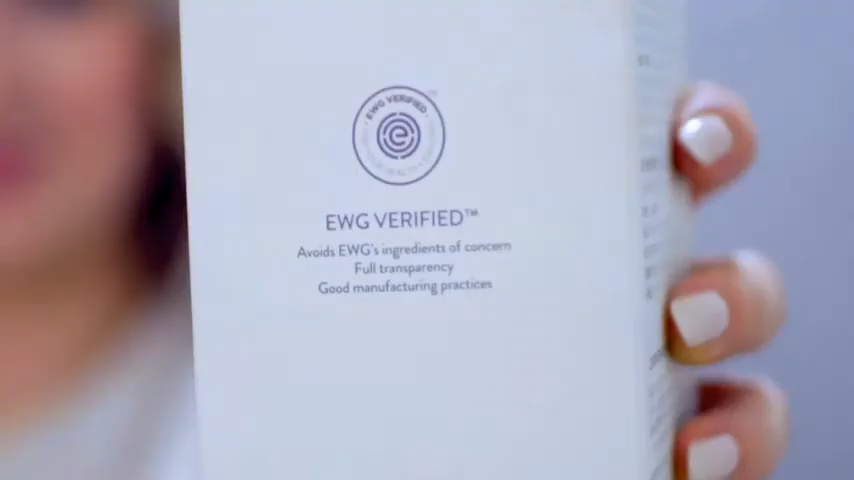 EWG VERIFIED
EWG VERIFIED™
Avoids EWG's ingredients of concern
Full transparency
Good manufacturing practices